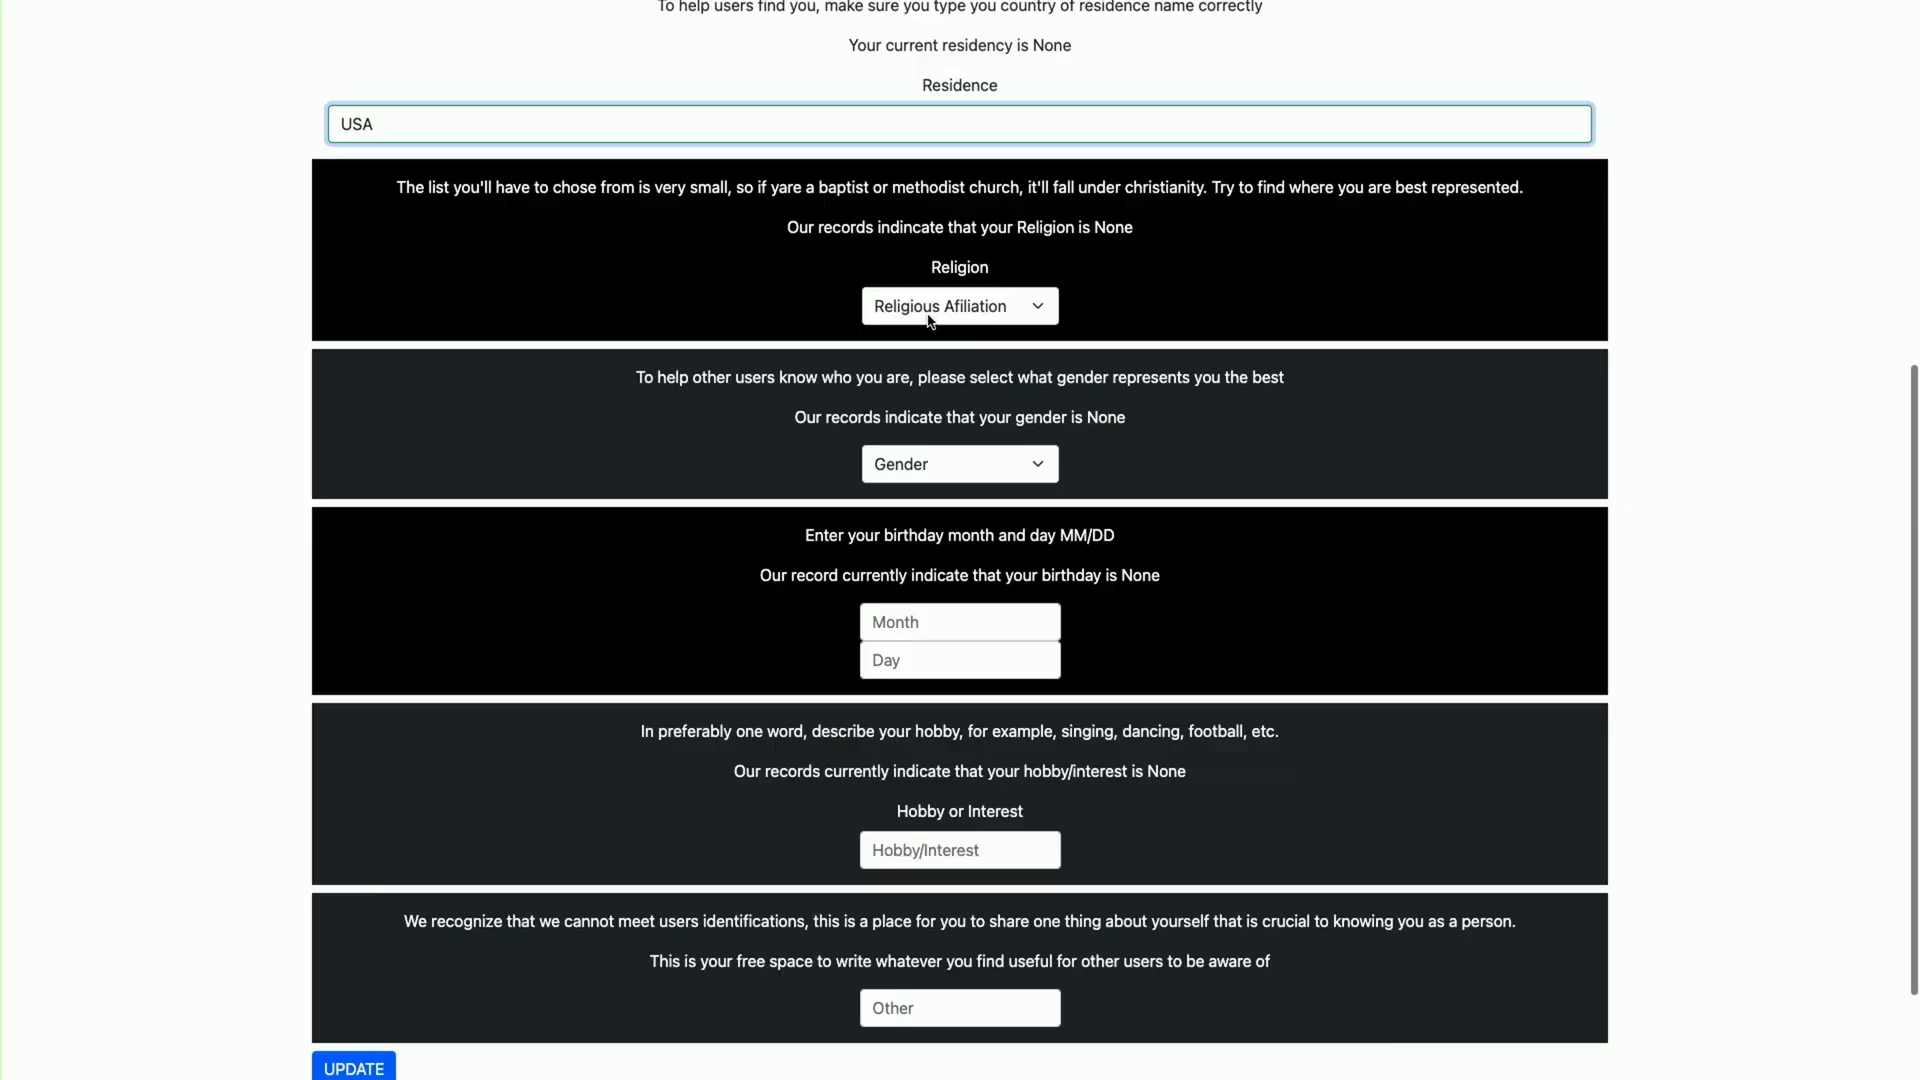 To help users find you, make sure you type you country of residence name correctly
Your current residency is None
Residence
USA
The list you'll have to chose from is very small, so if yare a baptist or methodist church, it'll fall under christianity. Try to find where you are best represented.
Our records indincate that your Religion is None
Religion
Religious Afiliation
To help other users know who you are, please select what gender represents you the best
Our records indicate that your gender is None
Gender
Enter your birthday month and day MM/DD
Our record currently indicate that your birthday is None
Month
Day
In preferably one word, describe your hobby, for example, singing, dancing, football, etc.
Our records currently indicate that your hobby/interest is None
Hobby or Interest
Hobby/Interest
We recognize that we cannot meet users identifications, this is a place for you to share one thing about yourself that is crucial to knowing you as a person.
This is your free space to write whatever you find useful for other users to be aware of
Other
UPDATE